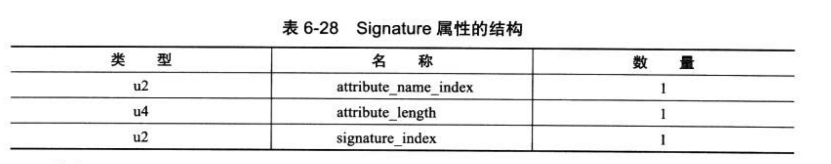 表 6-28 Signature 属性的结构
类 型 名 称 数 量
u2 attribute_name_index 1
u4 attribute_length 1
u2 signature_index 1